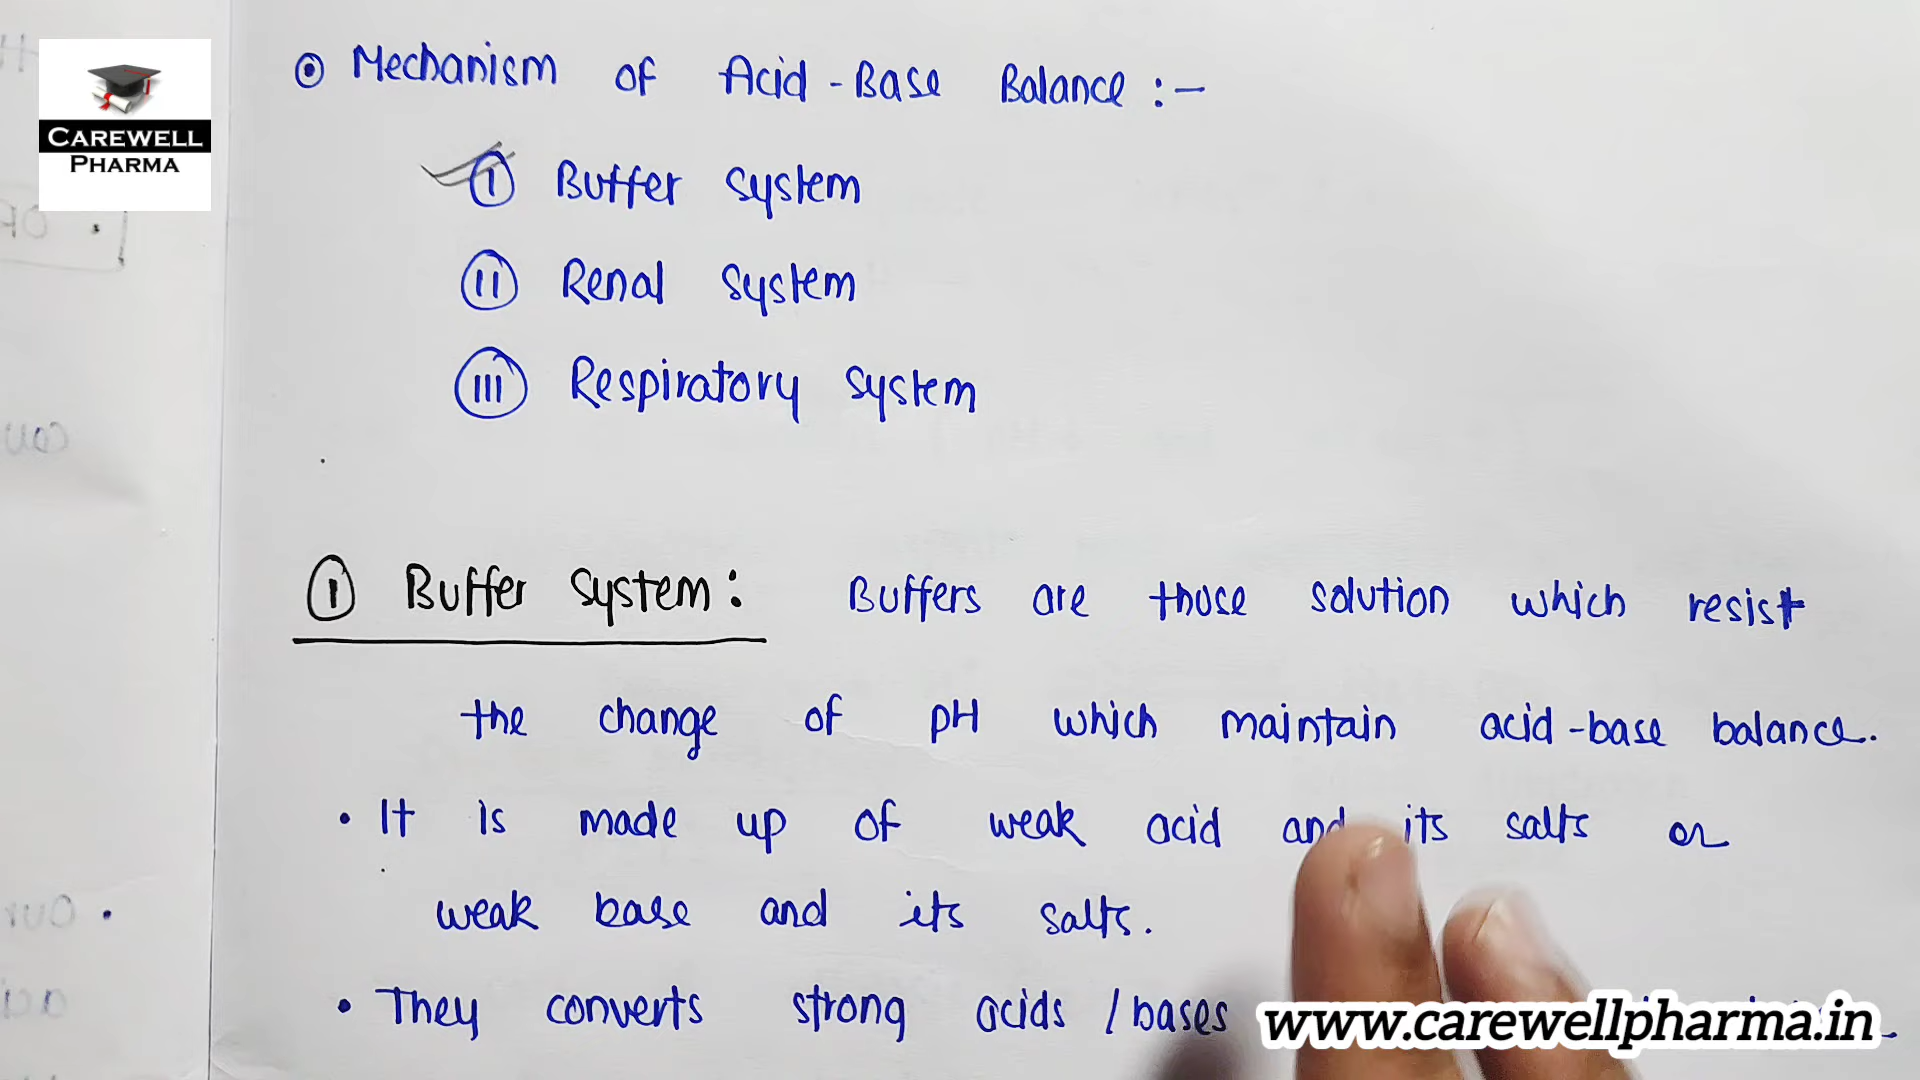 CAREWELL
PHARMA
Mechanism of Acid-Base Balance :-
I Buffer system
II Renal system
III Respiratory system
I Buffer system: Buffers are those solution which resist
the change of pH which maintain acid-base balance.
• It is made up of weak acid and its salts or
weak base and its salts.
• They converts strong acids/bases
www.carewellpharma.in